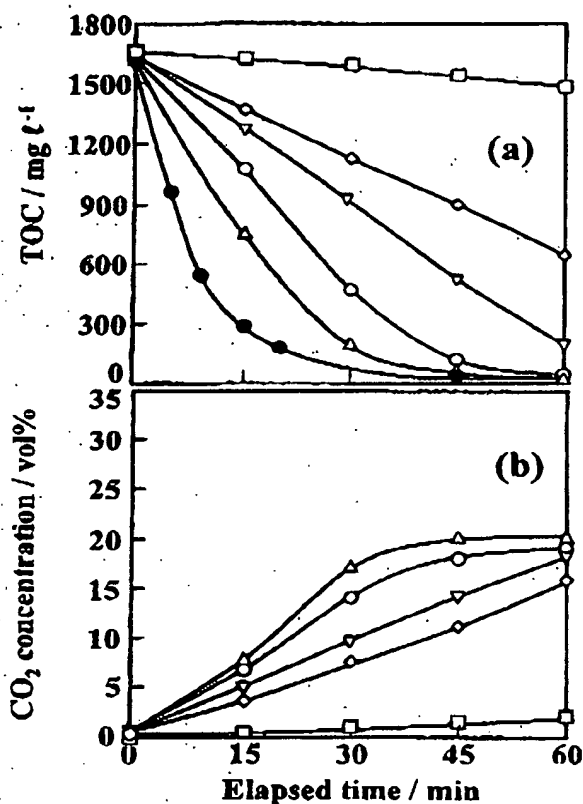 1800
1500
1200
900
600
300
0
TOC / mg ℓ⁻¹
(a)
35
30
25
20
15
10
5
0
CO₂ concentration / vol%
(b)
0 15 30 45 60
Elapsed time / min